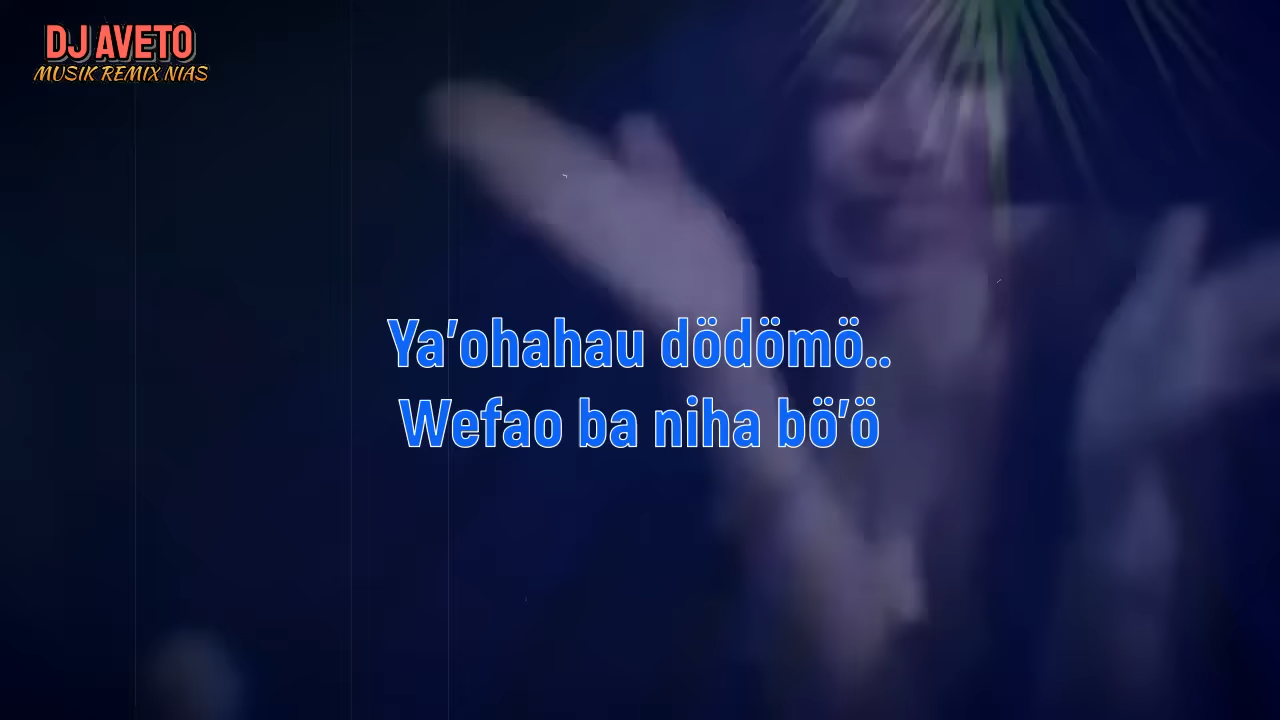 DJ AVETO
MUSIK REMIX NIAS
Ya'ohahau dödömö..
Wefao ba niha bö'ö